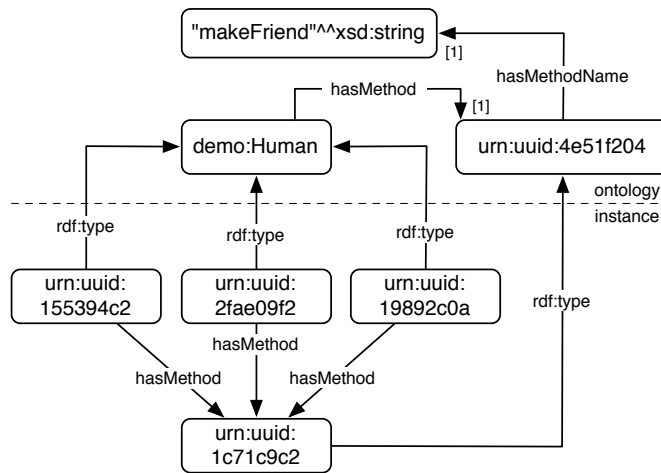 "makeFriend"^^xsd:string
[1]
hasMethodName
hasMethod
[1]
demo:Human
urn:uuid:4e51f204
ontology
instance
rdf:type
rdf:type
rdf:type
urn:uuid:
155394c2
urn:uuid:
2fae09f2
urn:uuid:
19892c0a
rdf:type
hasMethod
hasMethod
hasMethod
urn:uuid:
1c71c9c2